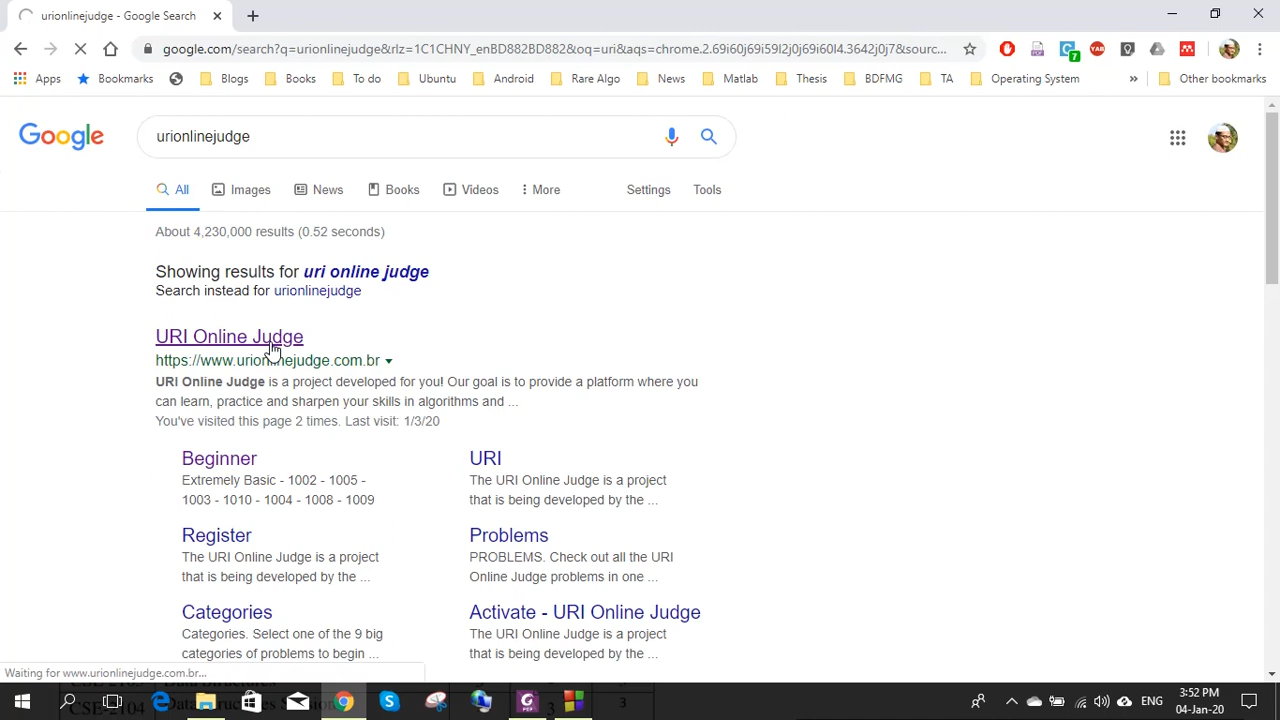 urionlinejudge - Google Search
google.com/search?q=urionlinejudge&rlz=1C1CHNY_enBD882BD882&oq=uri&aqs=chrome.2.69i60j69i59l2j0j69i60l4.3642j0j7&sourc...
7
YAB
Apps Bookmarks Blogs Books To do Ubuntu Android Rare Algo News Matlab Thesis BDFMG TA Operating System » Other bookmarks
Google urionlinejudge
All Images News Books Videos More Settings Tools
About 4,230,000 results (0.52 seconds)
Showing results for uri online judge
Search instead for urionlinejudge
URI Online Judge
https://www.urionlinejudge.com.br
URI Online Judge is a project developed for you! Our goal is to provide a platform where you
can learn, practice and sharpen your skills in algorithms and ...
You've visited this page 2 times. Last visit: 1/3/20
Beginner
Extremely Basic - 1002 - 1005 -
1003 - 1010 - 1004 - 1008 - 1009
URI
The URI Online Judge is a project
that is being developed by the ...
Register
The URI Online Judge is a project
that is being developed by the ...
Problems
PROBLEMS. Check out all the URI
Online Judge problems in one ...
Categories
Categories. Select one of the 9 big
categories of problems to begin ...
Activate - URI Online Judge
The URI Online Judge is a project
that is being developed by the ...
Waiting for www.urionlinejudge.com.br...
CSE-2104 3 3
ENG
3:52 PM
04-Jan-20